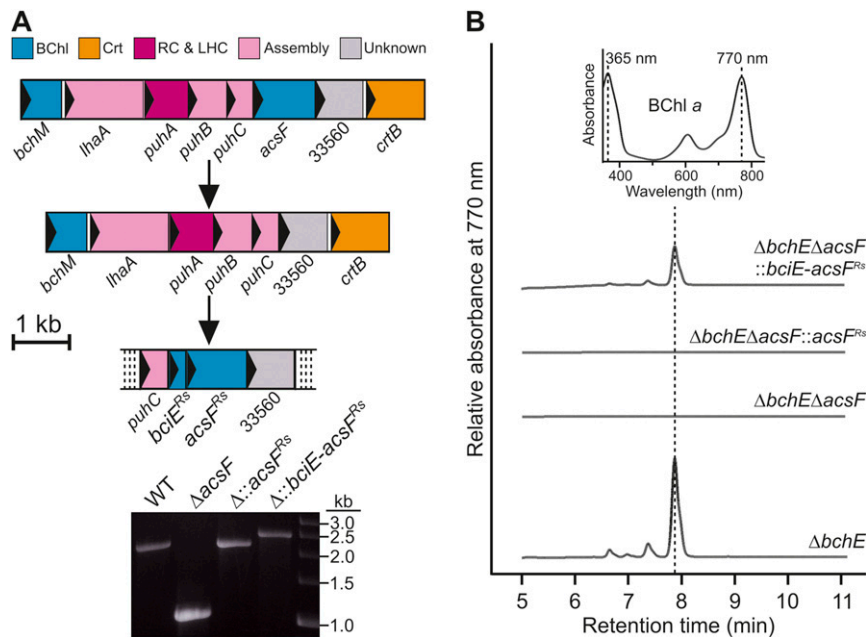 A
BChl Crt RC & LHC Assembly Unknown
bchM lhaA puhA puhB puhC acsF 33560 crtB
bchM lhaA puhA puhB puhC 33560 crtB
1 kb
puhC bciE^Rs acsF^Rs 33560
WT ΔacsF Δ::acsF^Rs Δ::bciE-acsF^Rs kb
3.0
2.5
2.0
1.5
1.0
B
365 nm 770 nm
BChl a
Absorbance
400 600 800
Wavelength (nm)
ΔbchEΔacsF
::bciE-acsF^Rs
ΔbchEΔacsF::acsF^Rs
ΔbchEΔacsF
ΔbchE
Relative absorbance at 770 nm
5 6 7 8 9 10 11
Retention time (min)